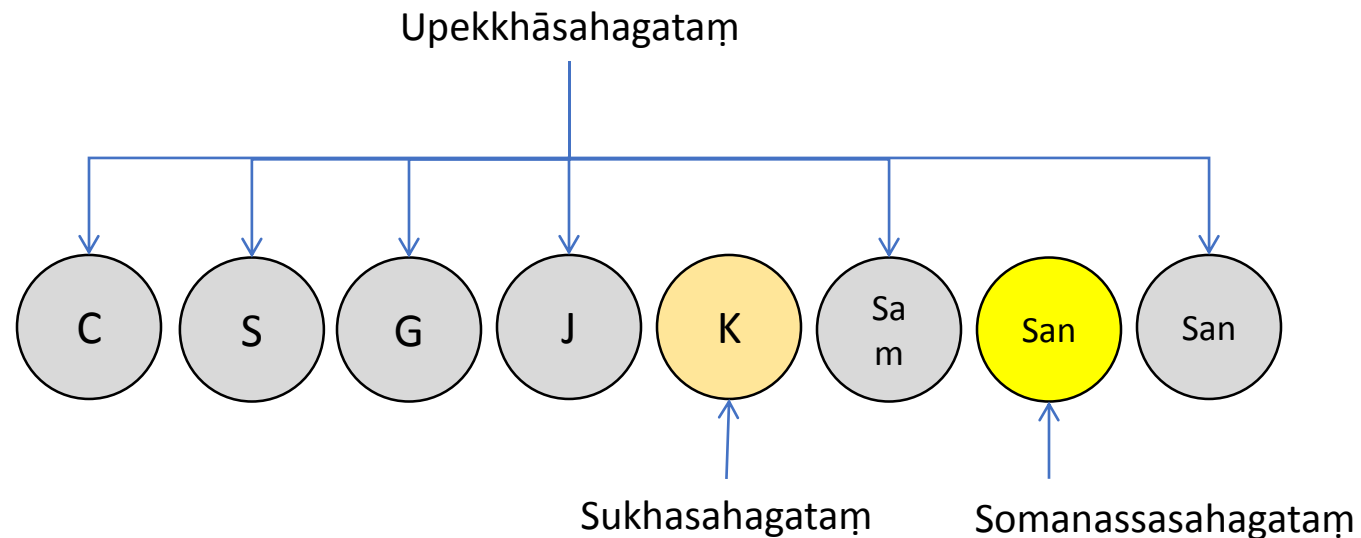 Upekkhāsahagataṃ
C
S
G
J
K
Sa
m
San
San
Sukhasahagataṃ
Somanassasahagataṃ